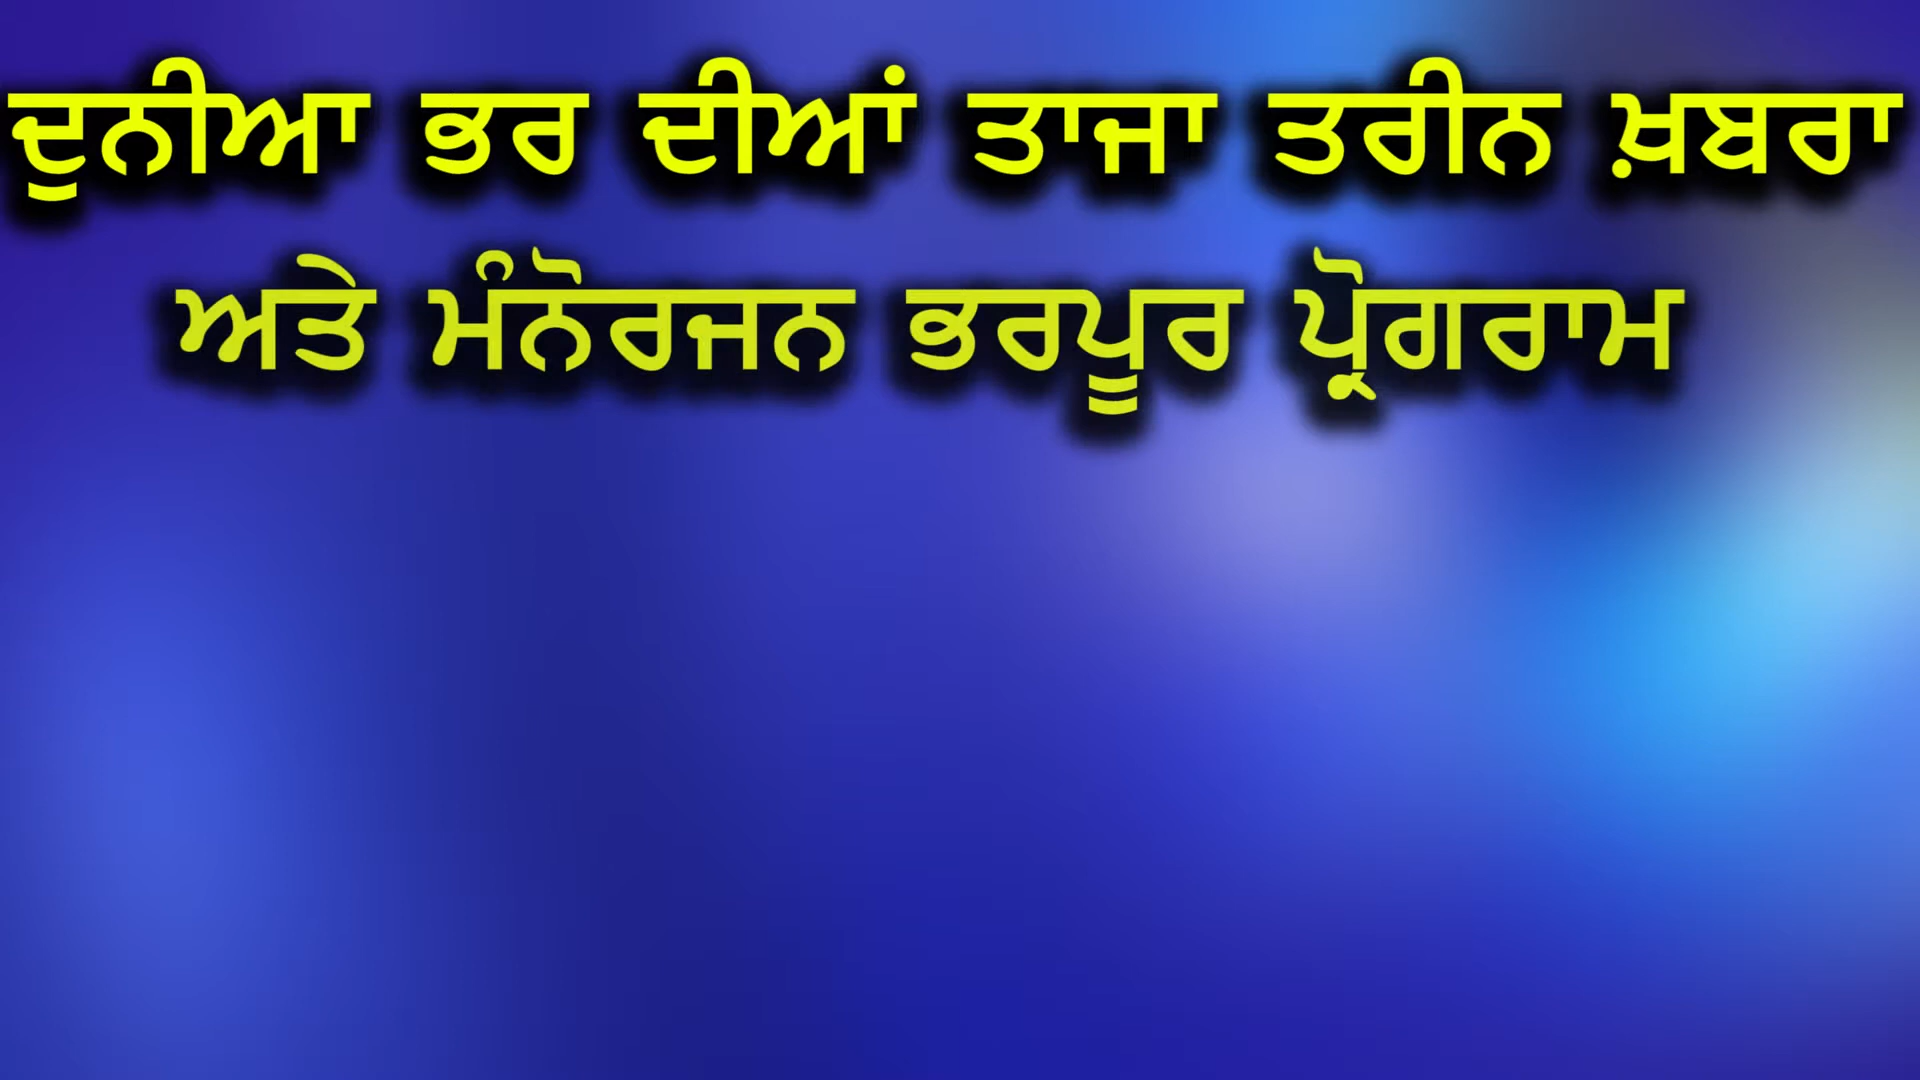 ਦੁਨੀਆ ਭਰ ਦੀਆਂ ਤਾਜਾ ਤਰੀਨ ਖ਼ਬਰਾ
ਅਤੇ ਮੰਨੋਰਜਨ ਭਰਪੂਰ ਪ੍ਰੋਗਰਾਮ